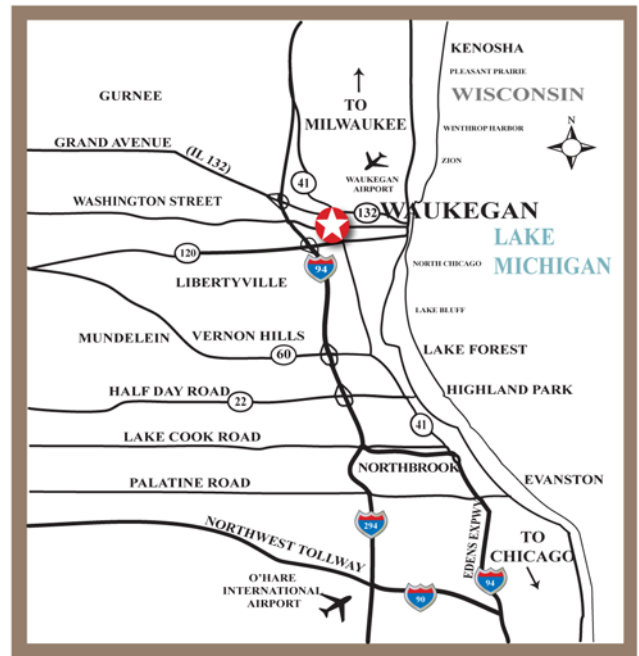 KENOSHA
PLEASANT PRAIRIE
WISCONSIN
GURNEE
TO
MILWAUKEE
WINTHROP HARBOR
N
GRAND AVENUE
(IL 132)
ZION
41
WAUKEGAN
AIRPORT
WASHINGTON STREET
132
WAUKEGAN
LAKE
MICHIGAN
120
94
NORTH CHICAGO
LIBERTYVILLE
LAKE BLUFF
MUNDELEIN
VERNON HILLS
60
LAKE FOREST
HALF DAY ROAD
22
HIGHLAND PARK
41
LAKE COOK ROAD
NORTHBROOK
PALATINE ROAD
EVANSTON
294
NORTHWEST TOLLWAY
EDENS EXPWY
TO
CHICAGO
O'HARE
INTERNATIONAL
AIRPORT
90
94